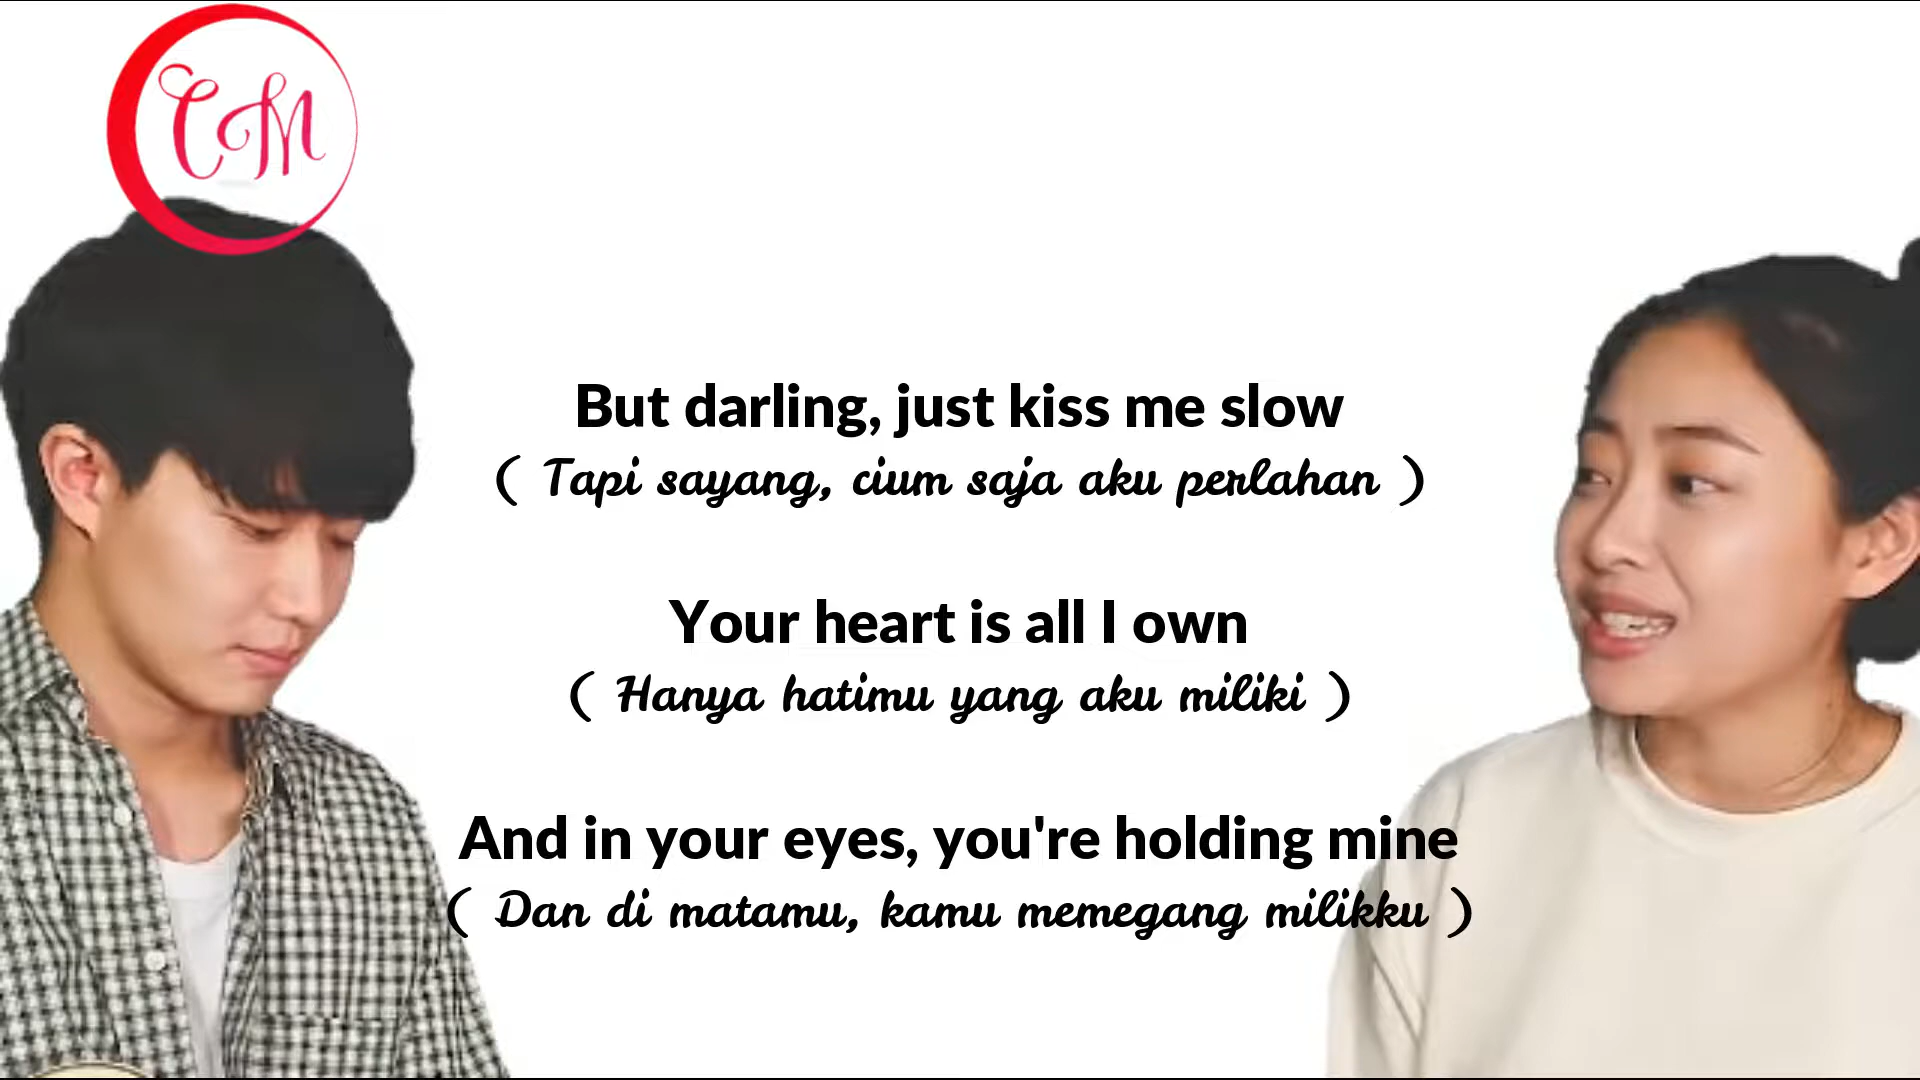 CM
But darling, just kiss me slow
( Tapi sayang, cium saja aku perlahan )
Your heart is all I own
( Hanya hatimu yang aku miliki )
And in your eyes, you're holding mine
( Dan di matamu, kamu memegang milikku )